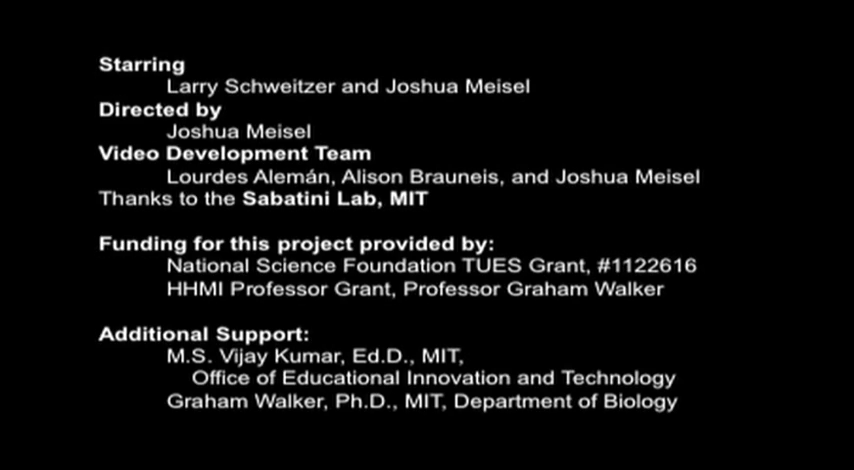 Starring
Larry Schweitzer and Joshua Meisel
Directed by
Joshua Meisel
Video Development Team
Lourdes Alemán, Alison Brauneis, and Joshua Meisel
Thanks to the Sabatini Lab, MIT
Funding for this project provided by:
National Science Foundation TUES Grant, #1122616
HHMI Professor Grant, Professor Graham Walker
Additional Support:
M.S. Vijay Kumar, Ed.D., MIT,
Office of Educational Innovation and Technology
Graham Walker, Ph.D., MIT, Department of Biology